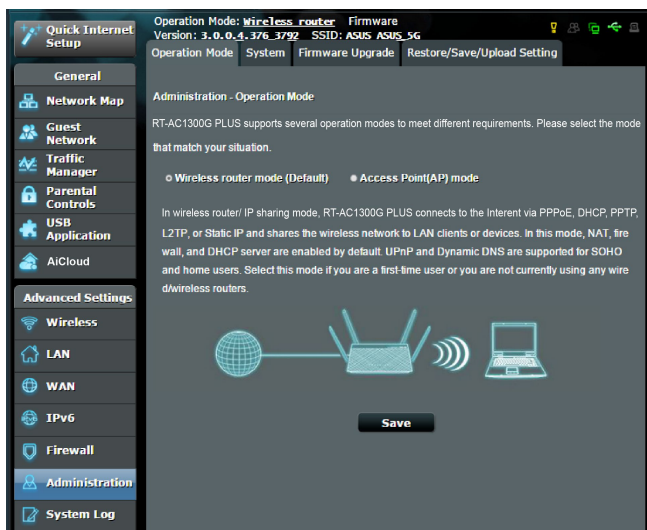 Quick Internet
Setup
General
Network Map
Guest
Network
Traffic
Manager
Parental
Controls
USB
Application
AiCloud
Advanced Settings
Wireless
LAN
WAN
IPv6
Firewall
Administration
System Log
Operation Mode: Wireless router Firmware
Version: 3.0.0.4.376_3792 SSID: ASUS ASUS_5G
Operation Mode System Firmware Upgrade Restore/Save/Upload Setting
Administration - Operation Mode
RT-AC1300G PLUS supports several operation modes to meet different requirements. Please select the mode
that match your situation.
Wireless router mode (Default) Access Point(AP) mode
In wireless router/ IP sharing mode, RT-AC1300G PLUS connects to the Interent via PPPoE, DHCP, PPTP,
L2TP, or Static IP and shares the wireless network to LAN clients or devices. In this mode, NAT, fire
wall, and DHCP server are enabled by default. UPnP and Dynamic DNS are supported for SOHO
and home users. Select this mode if you are a first-time user or you are not currently using any wire
d/wireless routers.
Save